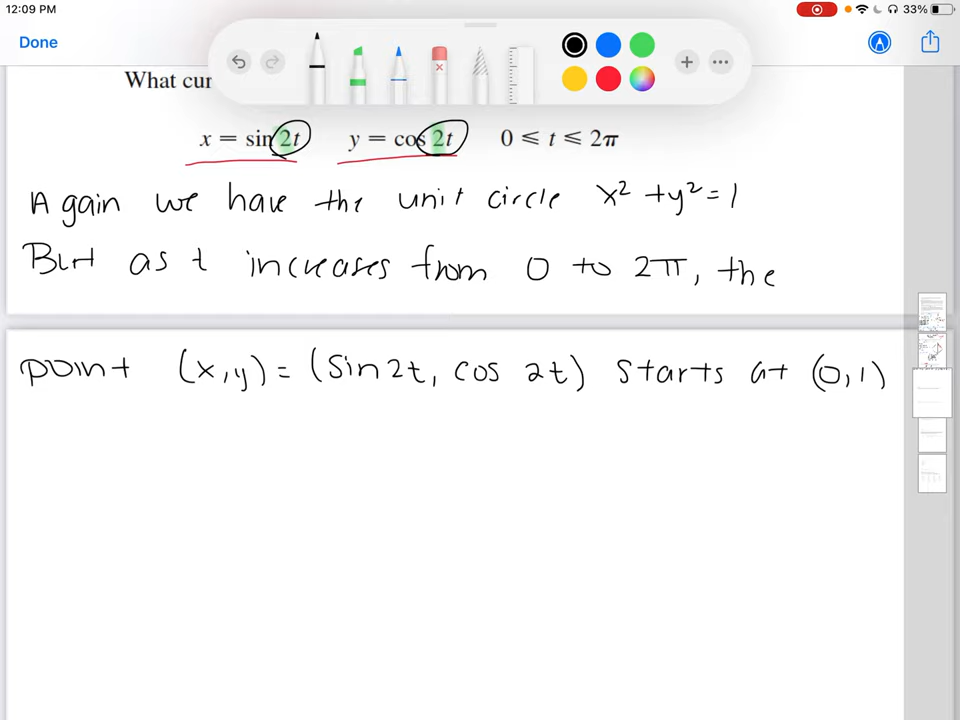 12:09 PM
33%
Done
What cur
x = sin 2t y = cos 2t 0 ⩽ t ⩽ 2π
Again we have the unit circle x² + y² = 1
But as t increases from 0 to 2π, the
point (x,y) = (sin 2t, cos 2t) starts at (0,1)